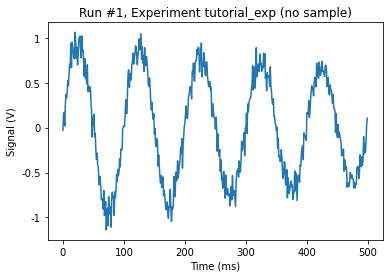 Run #1, Experiment tutorial_exp (no sample)
1
0.5
0
-0.5
-1
Signal (V)
0 100 200 300 400 500
Time (ms)